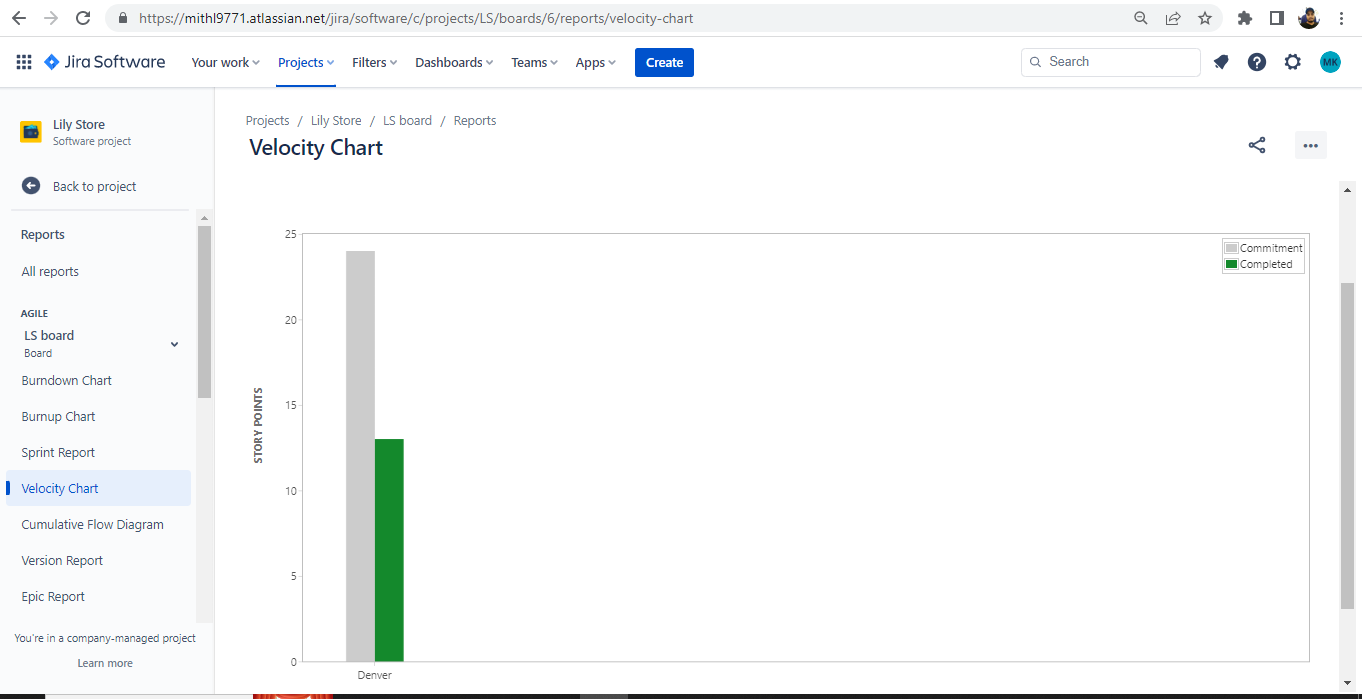 https://mithl9771.atlassian.net/jira/software/c/projects/LS/boards/6/reports/velocity-chart
Jira Software
Your work
Projects
Filters
Dashboards
Teams
Apps
Create
Search
MK
Lily Store
Software project
Back to project
Reports
All reports
AGILE
LS board
Board
Burndown Chart
Burnup Chart
Sprint Report
Velocity Chart
Cumulative Flow Diagram
Version Report
Epic Report
You're in a company-managed project
Learn more
Projects / Lily Store / LS board / Reports
Velocity Chart
Commitment
Completed
STORY POINTS
25
20
15
10
5
0
Denver